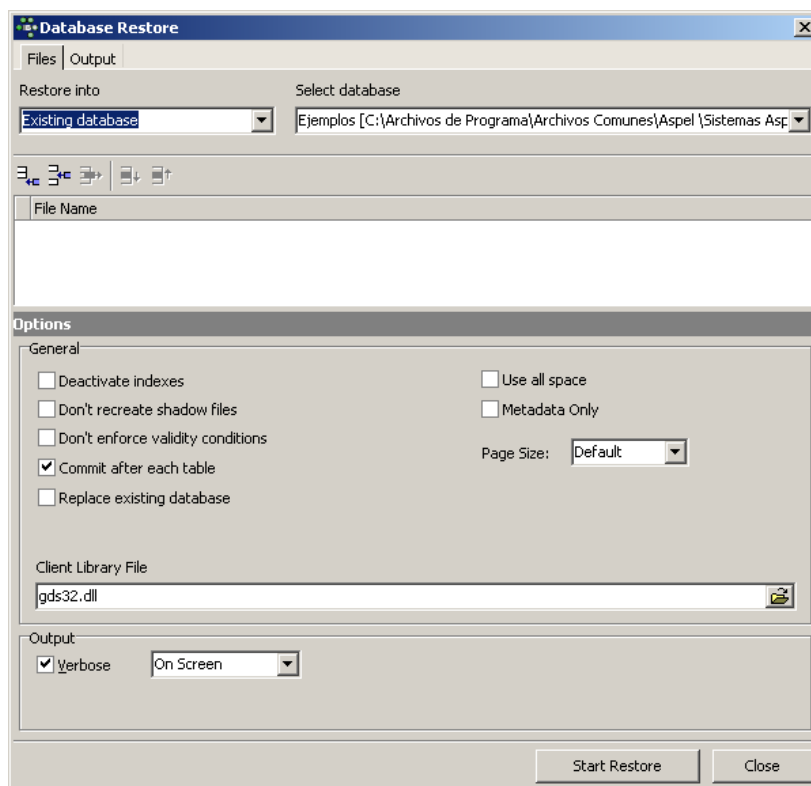 Database Restore
Files Output
Restore into Select database
Existing database Ejemplos [C:\Archivos de Programa\Archivos Comunes\Aspel \Sistemas Asp
File Name
Options
General
Deactivate indexes Use all space
Don't recreate shadow files Metadata Only
Don't enforce validity conditions
Page Size: Default
Commit after each table
Replace existing database
Client Library File
gds32.dll
Output
Verbose On Screen
Start Restore Close